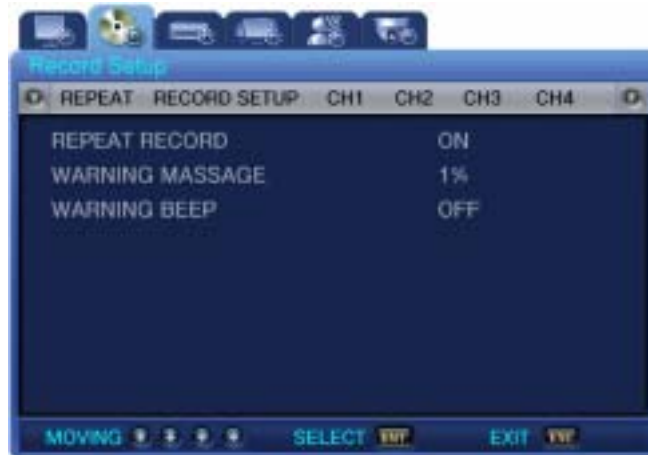 Record Setup
REPEAT RECORD SETUP CH1 CH2 CH3 CH4
REPEAT RECORD ON
WARNING MASSAGE 1%
WARNING BEEP OFF
MOVING SELECT ENT EXIT